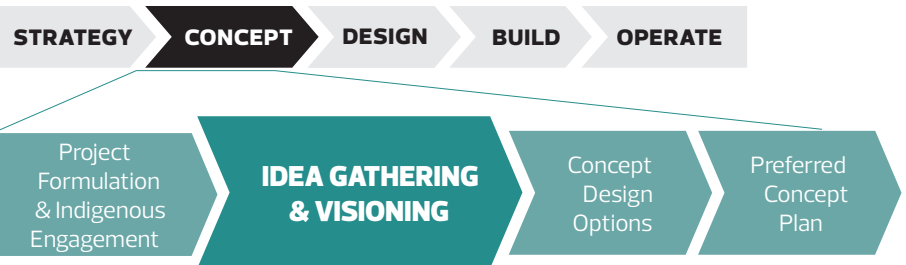 STRATEGY CONCEPT DESIGN BUILD OPERATE
Project
Formulation
& Indigenous
Engagement
IDEA GATHERING
& VISIONING
Concept
Design
Options
Preferred
Concept
Plan